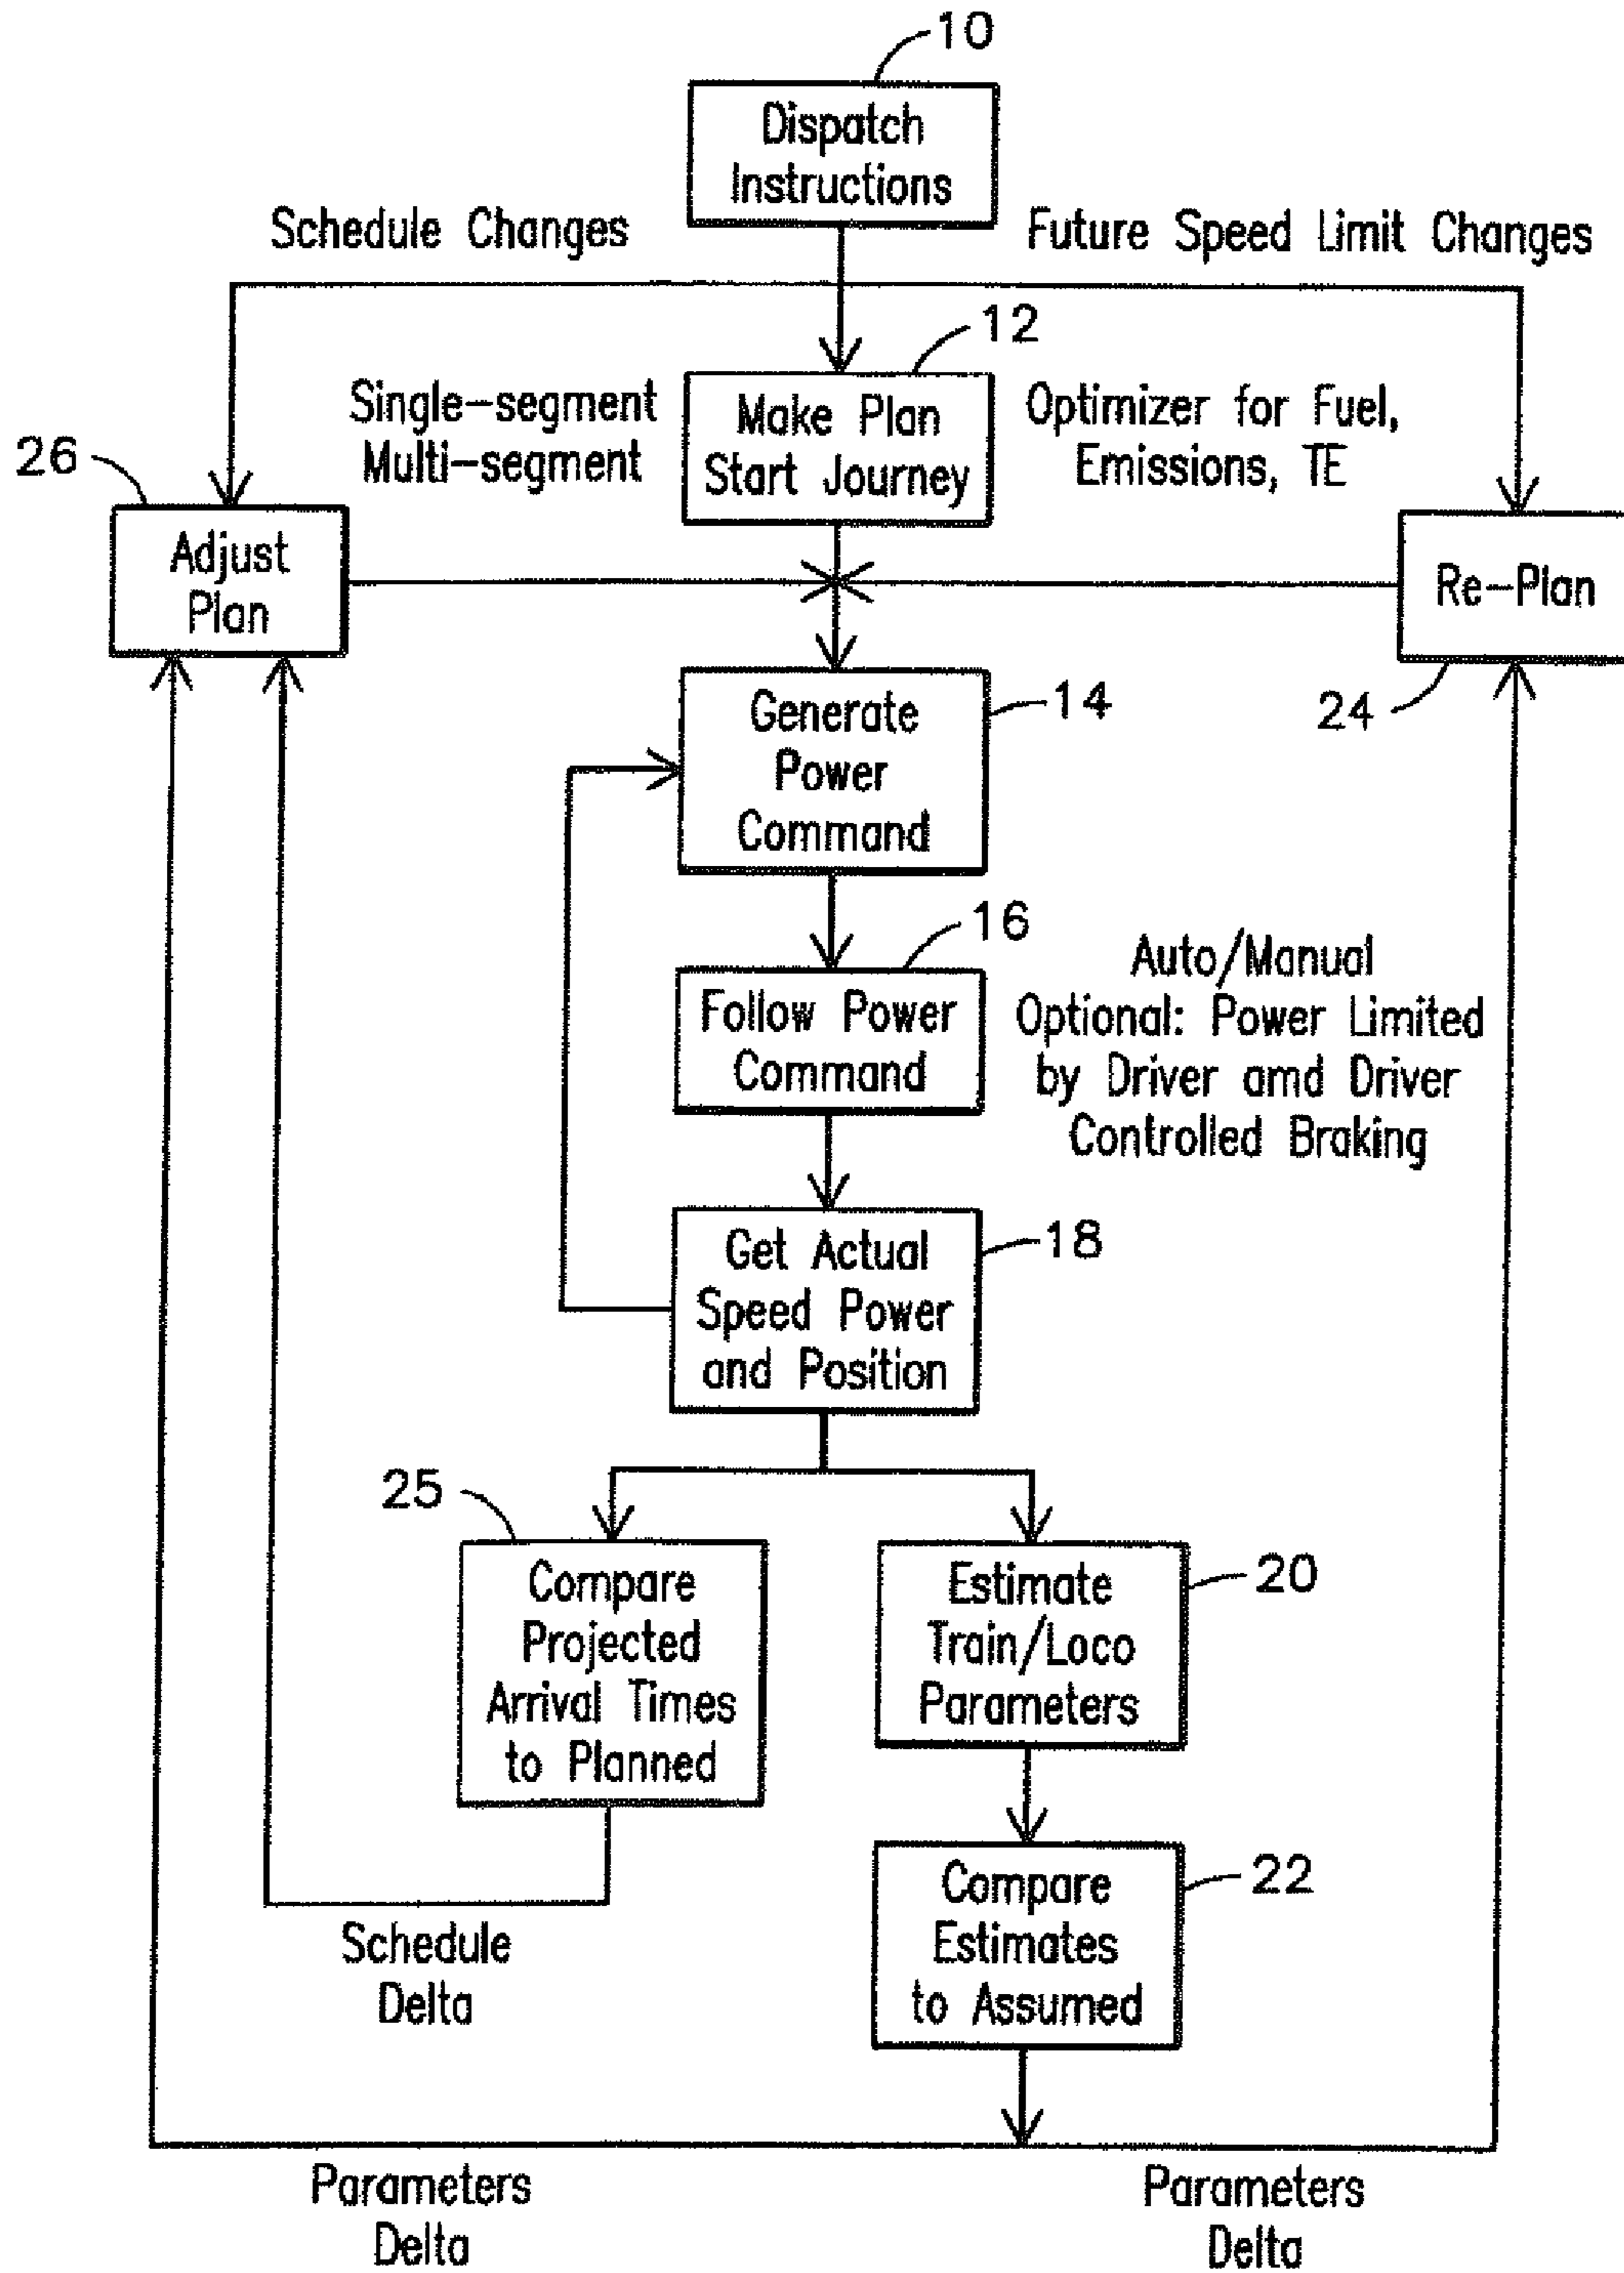 10
Dispatch
Instructions
Schedule Changes
Future Speed Limit Changes
12
Single-segment
Multi-segment
Make Plan
Start Journey
Optimizer for Fuel,
Emissions, TE
26
Adjust
Plan
Re-Plan
24
Generate
Power
Command
14
16
Follow Power
Command
Auto/Manual
Optional: Power Limited
by Driver amd Driver
Controlled Braking
Get Actual
Speed Power
and Position
18
25
Compare
Projected
Arrival Times
to Planned
Estimate
Train/Loco
Parameters
20
Compare
Estimates
to Assumed
22
Schedule
Delta
Parameters
Delta
Parameters
Delta